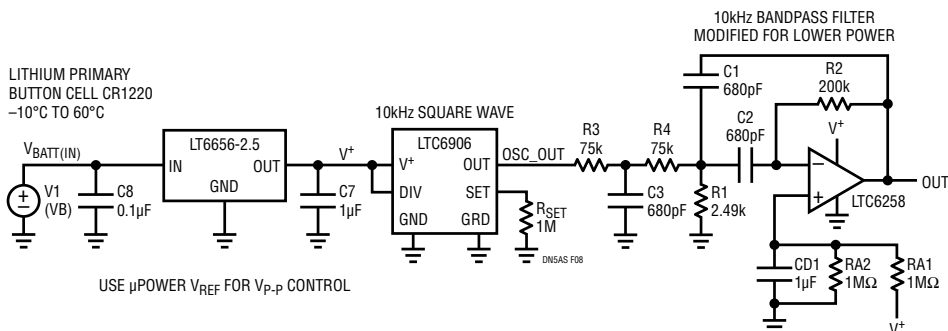 10kHz BANDPASS FILTER
MODIFIED FOR LOWER POWER
LITHIUM PRIMARY
BUTTON CELL CR1220
–10°C TO 60°C
10kHz SQUARE WAVE
C1
680pF
R2
200k
C2
680pF
V+
VBATT(IN)
LT6656-2.5
IN
OUT
GND
V+
LTC6906
V+
OUT
DIV
SET
GND
GRD
OSC_OUT
R3
75k
R4
75k
V1
(VB)
C8
0.1µF
C7
1µF
RSET
1M
C3
680pF
R1
2.49k
–
+
LTC6258
OUT
DN5AS F08
USE µPOWER VREF FOR VP-P CONTROL
CD1
1µF
RA2
1MΩ
RA1
1MΩ
V+